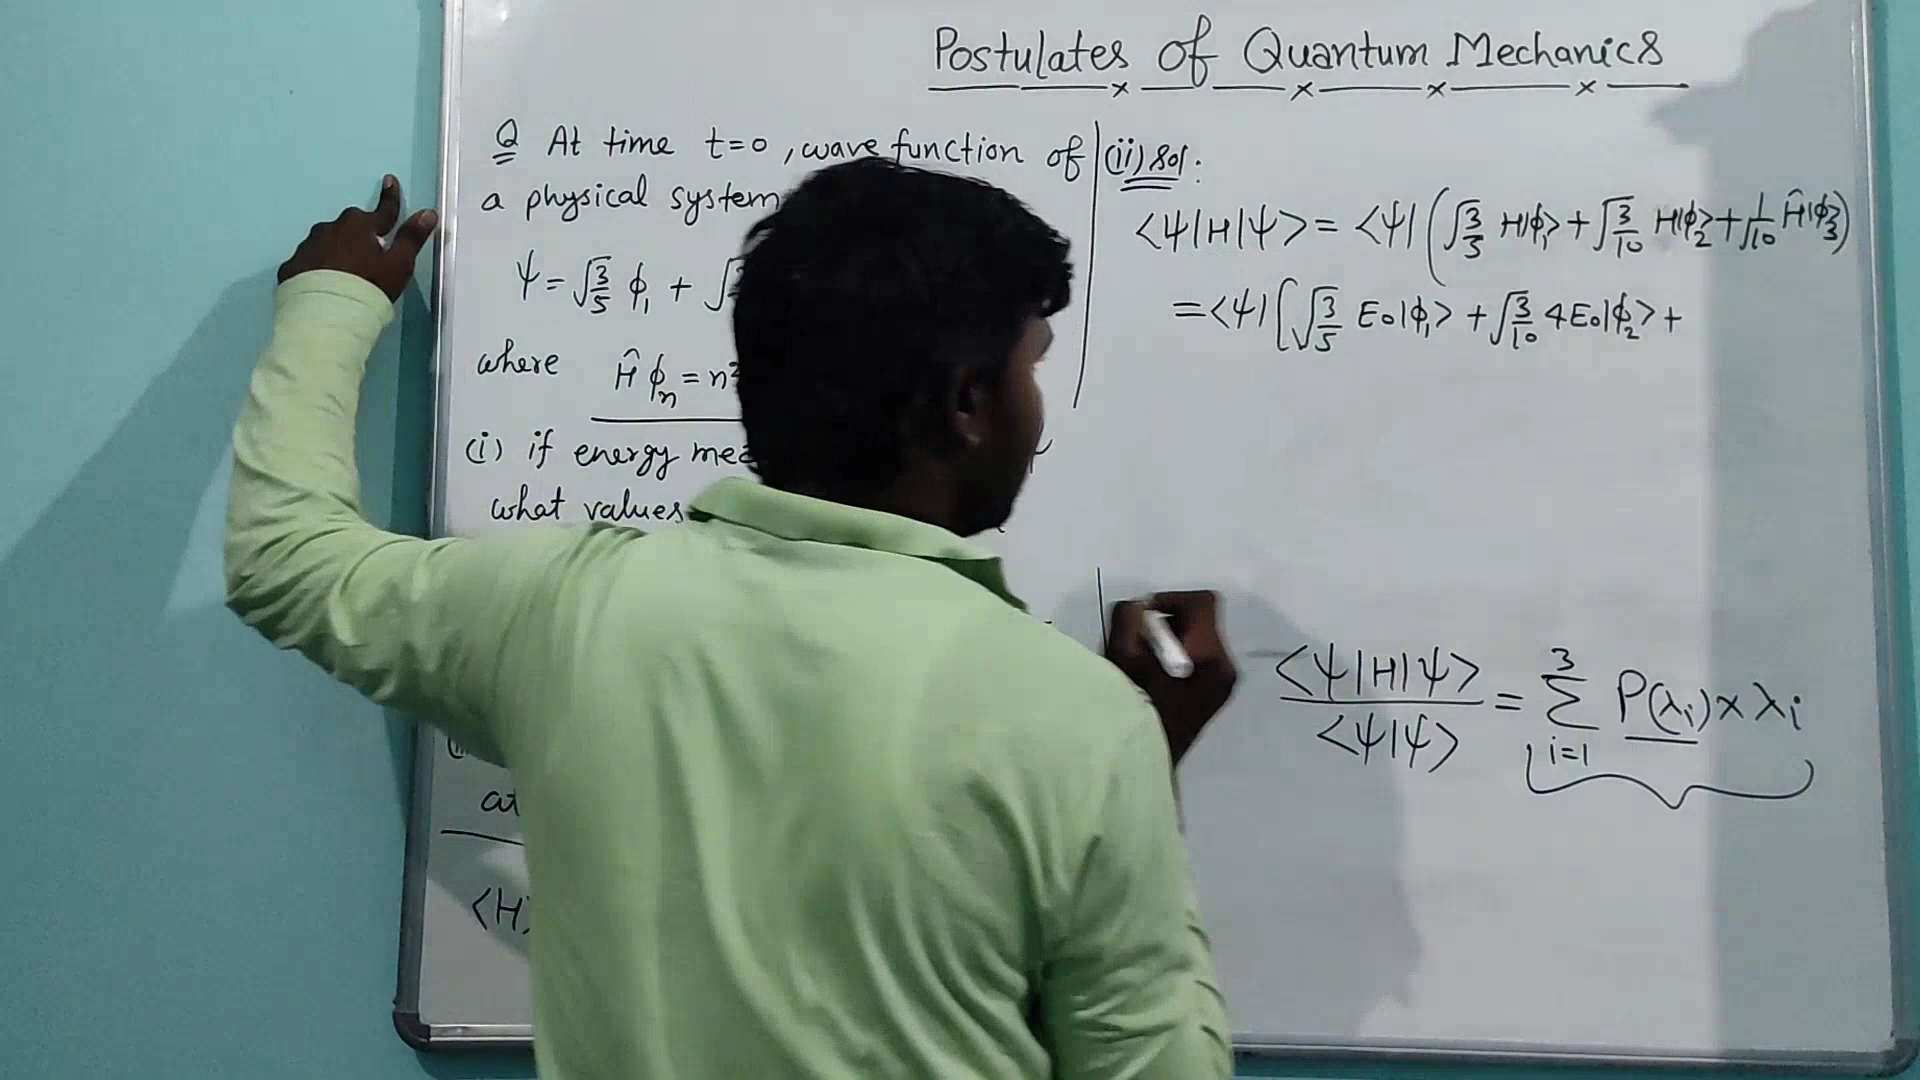 Postulates of Quantum Mechanics
Q At time t=0, wave function of
a physical system
ψ = √3/5 ϕ₁ + √
where Ĥ ϕₙ = n²
(i) if energy mea
what values
at
⟨H⟩
(ii) sol:
⟨ψ|H|ψ⟩ = ⟨ψ| (√3/5 H|ϕ₁⟩ + √3/10 H|ϕ₂⟩ + √1/10 Ĥ|ϕ₃⟩)
= ⟨ψ| [√3/5 E₀|ϕ₁⟩ + √3/10 4E₀|ϕ₂⟩ +
⟨ψ|H|ψ⟩ / ⟨ψ|ψ⟩ = Σ_{i=1}^{3} P(λᵢ) × λᵢ